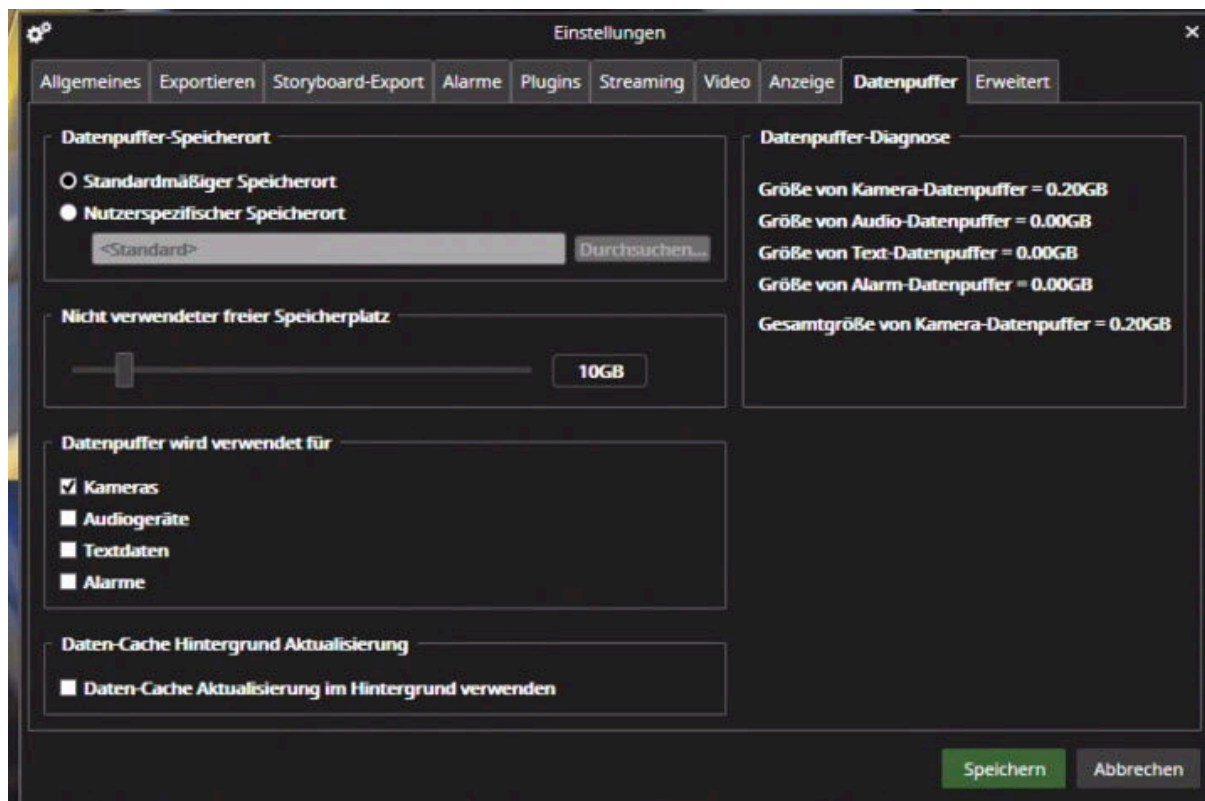 Einstellungen
Allgemeines Exportieren Storyboard-Export Alarme Plugins Streaming Video Anzeige Datenpuffer Erweitert
Datenpuffer-Speicherort
Standardmäßiger Speicherort
Nutzerspezifischer Speicherort
<Standard> Durchsuchen...
Nicht verwendeter freier Speicherplatz
10GB
Datenpuffer wird verwendet für
Kameras
Audiogeräte
Textdaten
Alarme
Daten-Cache Hintergrund Aktualisierung
Daten-Cache Aktualisierung im Hintergrund verwenden
Datenpuffer-Diagnose
Größe von Kamera-Datenpuffer = 0.20GB
Größe von Audio-Datenpuffer = 0.00GB
Größe von Text-Datenpuffer = 0.00GB
Größe von Alarm-Datenpuffer = 0.00GB
Gesamtgröße von Kamera-Datenpuffer = 0.20GB
Speichern Abbrechen